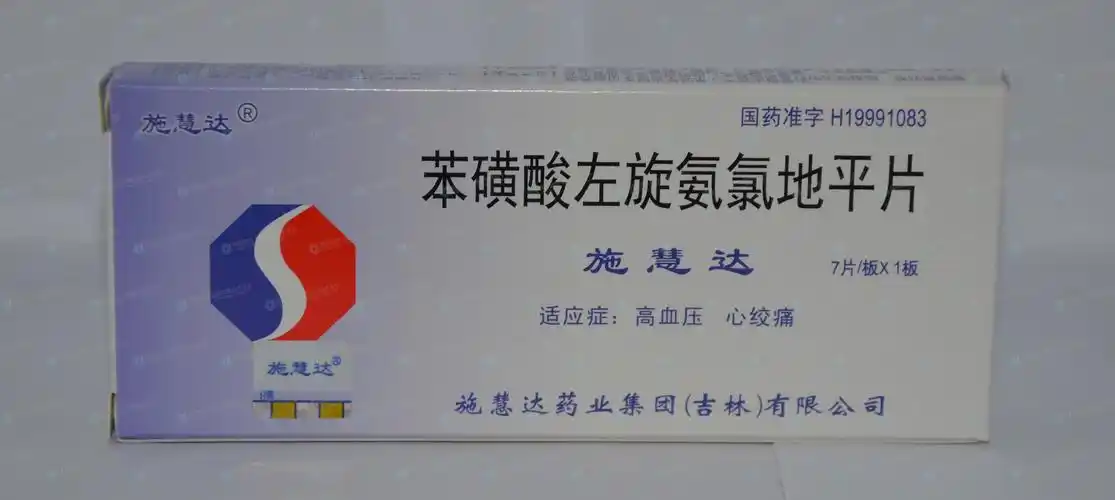 施慧达®
国药准字 H19991083
苯磺酸左旋氨氯地平片
施慧达
7片/板X 1板
适应症：高血压 心绞痛
施慧达®
施慧达药业集团(吉林)有限公司